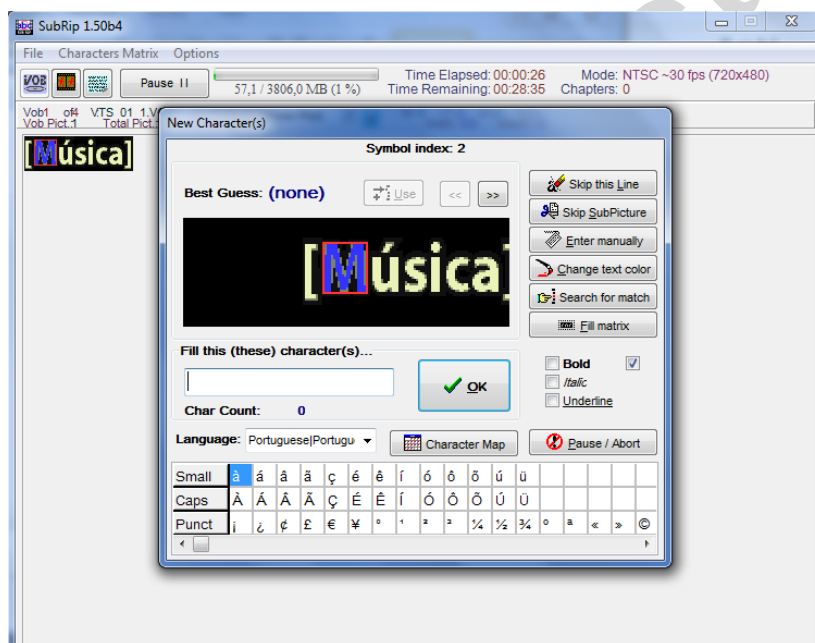 SubRip 1.50b4
File Characters Matrix Options
VOB Pause II 57,1 / 3806,0 MB (1 %) Time Elapsed: 00:00:26 Mode: NTSC ~30 fps (720x480)
Time Remaining: 00:28:35 Chapters: 0
Vob1 of4 VTS 01 1.V
Vob Pict.:1 Total Pict.:
[Música]
New Character(s)
Symbol index: 2
Best Guess: (none) Use << >>
[Música]
Skip this Line
Skip SubPicture
Enter manually
Change text color
Search for match
Fill matrix
Fill this (these) character(s)...
OK
Char Count: 0
Bold
Italic
Underline
Language: Portuguese|Portugu Character Map Pause / Abort
Small à á â ã ç é ê í ó ô õ ú ü
Caps À Á Â Ã Ç É Ê Í Ó Ô Õ Ú Ü
Punct ¡ ¿ ¢ £ € ¥ º ¹ ² ³ ¼ ½ ¾ º ª « » ©